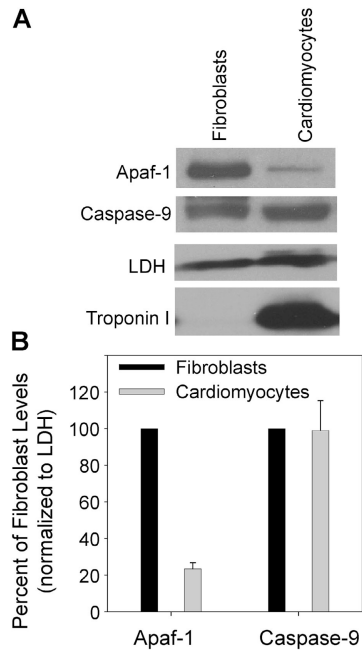 A
Fibroblasts
Cardiomyocytes
Apaf-1
Caspase-9
LDH
Troponin I
B
Percent of Fibroblast Levels
(normalized to LDH)
Fibroblasts
Cardiomyocytes
120
100
80
60
40
20
0
Apaf-1
Caspase-9